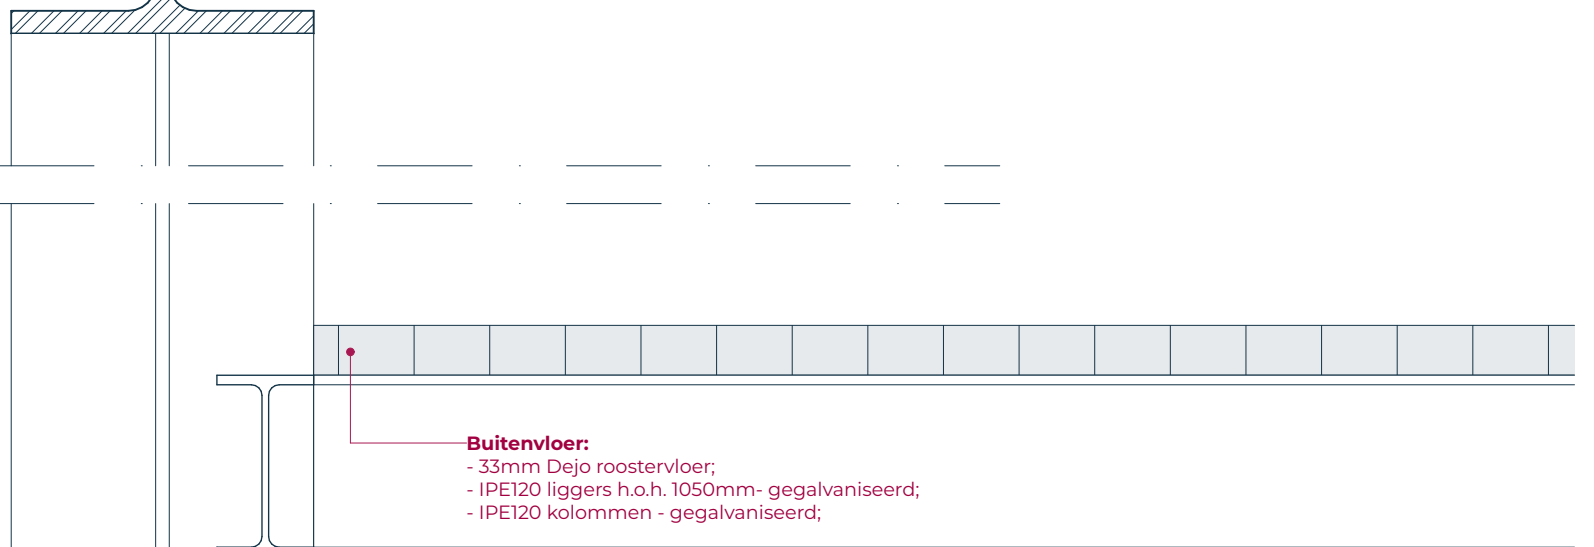 Buitenvloer:
- 33mm Dejo roostervloer;
- IPE120 liggers h.o.h. 1050mm- gegalvaniseerd;
- IPE120 kolommen - gegalvaniseerd;